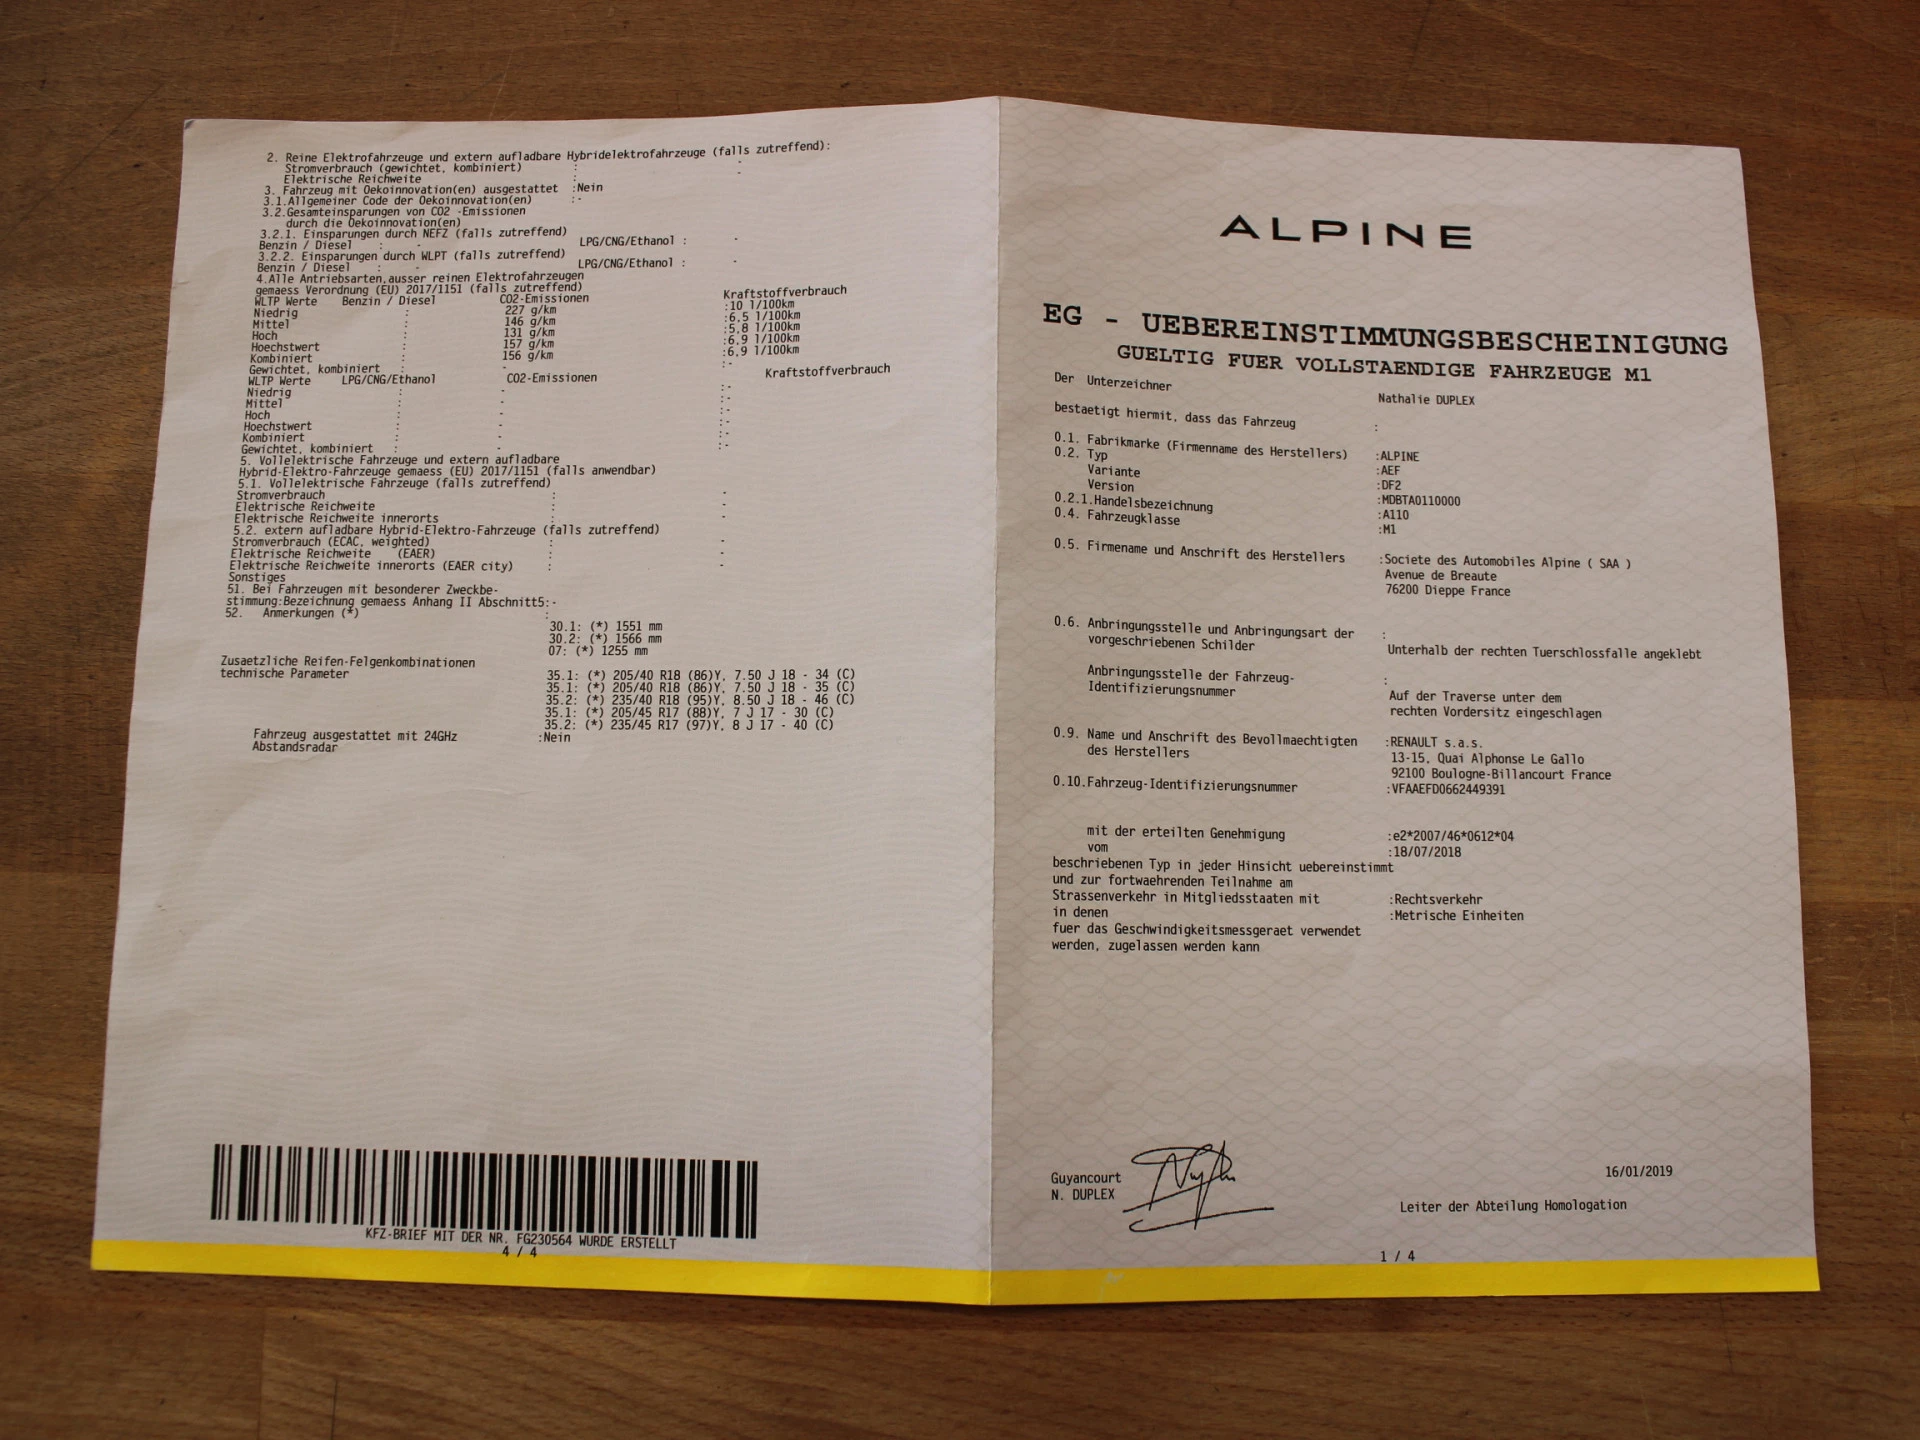 2. Reine Elektrofahrzeuge und extern aufladbare Hybridelektrofahrzeuge (falls zutreffend):
Stromverbrauch (gewichtet, kombiniert) : -
Elektrische Reichweite : -
3. Fahrzeug mit Oekoinnovation(en) ausgestattet :Nein
3.1.Allgemeiner Code der Oekoinnovation(en) :-
3.2.Gesamteinsparungen von CO2 -Emissionen
durch die Oekoinnovation(en)
3.2.1. Einsparungen durch NEFZ (falls zutreffend)
Benzin / Diesel : - LPG/CNG/Ethanol : -
3.2.2. Einsparungen durch WLPT (falls zutreffend)
Benzin / Diesel : - LPG/CNG/Ethanol : -
4.Alle Antriebsarten,ausser reinen Elektrofahrzeugen
gemaess Verordnung (EU) 2017/1151 (falls zutreffend)
WLTP Werte Benzin / Diesel CO2-Emissionen Kraftstoffverbrauch
Niedrig : 227 g/km :10 l/100km
Mittel : 146 g/km :6.5 l/100km
Hoch : 131 g/km :5.8 l/100km
Hoechstwert : 157 g/km :6.9 l/100km
Kombiniert : 156 g/km :6.9 l/100km
Gewichtet, kombiniert : - :-
WLTP Werte LPG/CNG/Ethanol CO2-Emissionen Kraftstoffverbrauch
Niedrig : - :-
Mittel : - :-
Hoch : - :-
Hoechstwert : - :-
Kombiniert : - :-
Gewichtet, kombiniert : - :-
5. Vollelektrische Fahrzeuge und extern aufladbare
Hybrid-Elektro-Fahrzeuge gemaess (EU) 2017/1151 (falls anwendbar)
5.1. Vollelektrische Fahrzeuge (falls zutreffend)
Stromverbrauch : -
Elektrische Reichweite : -
Elektrische Reichweite innerorts : -
5.2. extern aufladbare Hybrid-Elektro-Fahrzeuge (falls zutreffend)
Stromverbrauch (ECAC, weighted) : -
Elektrische Reichweite (EAER) : -
Elektrische Reichweite innerorts (EAER city) : -
Sonstiges
51. Bei Fahrzeugen mit besonderer Zweckbe-
stimmung:Bezeichnung gemaess Anhang II Abschnitt5:-
52. Anmerkungen (*) :
30.1: (*) 1551 mm
30.2: (*) 1566 mm
07: (*) 1255 mm
Zusaetzliche Reifen-Felgenkombinationen
technische Parameter
35.1: (*) 205/40 R18 (86)Y, 7.50 J 18 - 34 (C)
35.1: (*) 205/40 R18 (86)Y, 7.50 J 18 - 35 (C)
35.2: (*) 235/40 R18 (95)Y, 8.50 J 18 - 46 (C)
35.1: (*) 205/45 R17 (88)Y, 7 J 17 - 30 (C)
35.2: (*) 235/45 R17 (97)Y, 8 J 17 - 40 (C)
Fahrzeug ausgestattet mit 24GHz :Nein
Abstandsradar
KFZ-BRIEF MIT DER NR. FG230564 WURDE ERSTELLT
4 / 4
ALPINE
EG - UEBEREINSTIMMUNGSBESCHEINIGUNG
GUELTIG FUER VOLLSTAENDIGE FAHRZEUGE M1
Der Unterzeichner Nathalie DUPLEX
bestaetigt hiermit, dass das Fahrzeug :
0.1. Fabrikmarke (Firmenname des Herstellers) :ALPINE
0.2. Typ :AEF
Variante :DF2
Version :MDBTA0110000
0.2.1.Handelsbezeichnung :A110
0.4. Fahrzeugklasse :M1
0.5. Firmename und Anschrift des Herstellers :Societe des Automobiles Alpine ( SAA )
Avenue de Breaute
76200 Dieppe France
0.6. Anbringungsstelle und Anbringungsart der :
vorgeschriebenen Schilder Unterhalb der rechten Tuerschlossfalle angeklebt
Anbringungsstelle der Fahrzeug- :
Identifizierungsnummer Auf der Traverse unter dem
rechten Vordersitz eingeschlagen
0.9. Name und Anschrift des Bevollmaechtigten :RENAULT s.a.s.
des Herstellers 13-15, Quai Alphonse Le Gallo
92100 Boulogne-Billancourt France
0.10.Fahrzeug-Identifizierungsnummer :VFAAEFD0662449391
mit der erteilten Genehmigung :e2*2007/46*0612*04
vom :18/07/2018
beschriebenen Typ in jeder Hinsicht uebereinstimmt
und zur fortwaehrenden Teilnahme am
Strassenverkehr in Mitgliedsstaaten mit :Rechtsverkehr
in denen :Metrische Einheiten
fuer das Geschwindigkeitsmessgeraet verwendet
werden, zugelassen werden kann
Guyancourt 16/01/2019
N. DUPLEX
Leiter der Abteilung Homologation
1 / 4